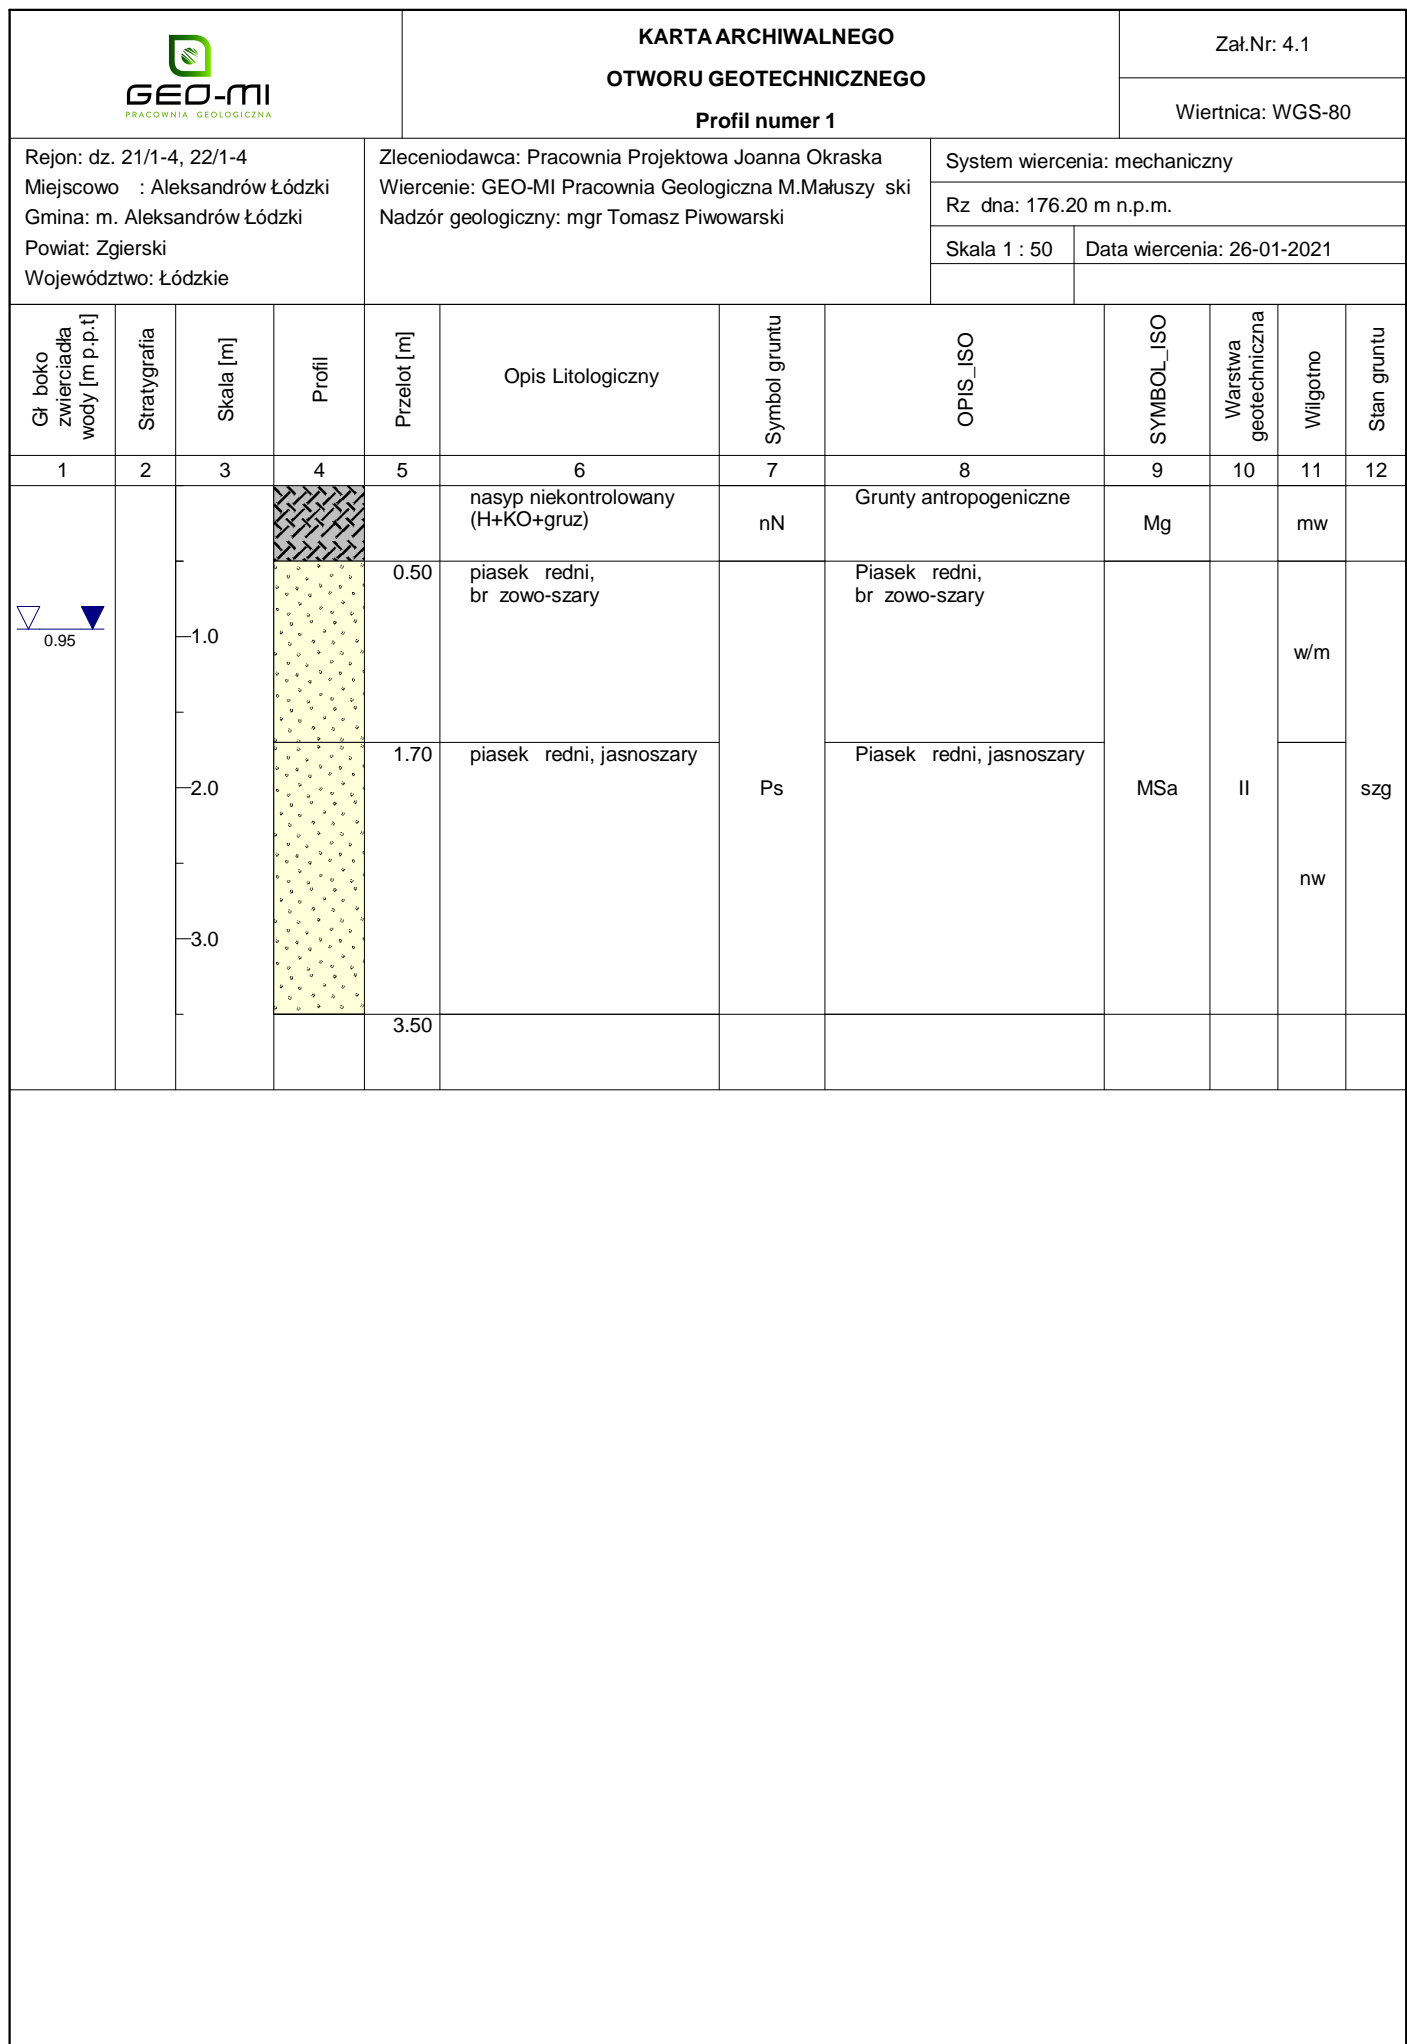 GEO-MI
PRACOWNIA GEOLOGICZNA
KARTA ARCHIWALNEGO
OTWORU GEOTECHNICZNEGO
Profil numer 1
Zał.Nr: 4.1
Wiertnica: WGS-80
Rejon: dz. 21/1-4, 22/1-4
Miejscowo : Aleksandrów Łódzki
Gmina: m. Aleksandrów Łódzki
Powiat: Zgierski
Województwo: Łódzkie
Zleceniodawca: Pracownia Projektowa Joanna Okraska
Wiercenie: GEO-MI Pracownia Geologiczna M.Małuszy ski
Nadzór geologiczny: mgr Tomasz Piwowarski
System wiercenia: mechaniczny
Rz dna: 176.20 m n.p.m.
Skala 1 : 50
Data wiercenia: 26-01-2021
Gł boko
zwierciadła
wody [m p.p.t]
Stratygrafia
Skala [m]
Profil
Przelot [m]
Opis Litologiczny
Symbol gruntu
OPIS_ISO
SYMBOL_ISO
Warstwa
geotechniczna
Wilgotno
Stan gruntu
1 2 3 4 5 6 7 8 9 10 11 12
nasyp niekontrolowany
(H+KO+gruz)
nN
Grunty antropogeniczne
Mg
mw
0.50
piasek redni,
br zowo-szary
Piasek redni,
br zowo-szary
0.95
1.0
w/m
1.70
piasek redni, jasnoszary
Piasek redni, jasnoszary
2.0
Ps
MSa
II
szg
nw
3.0
3.50